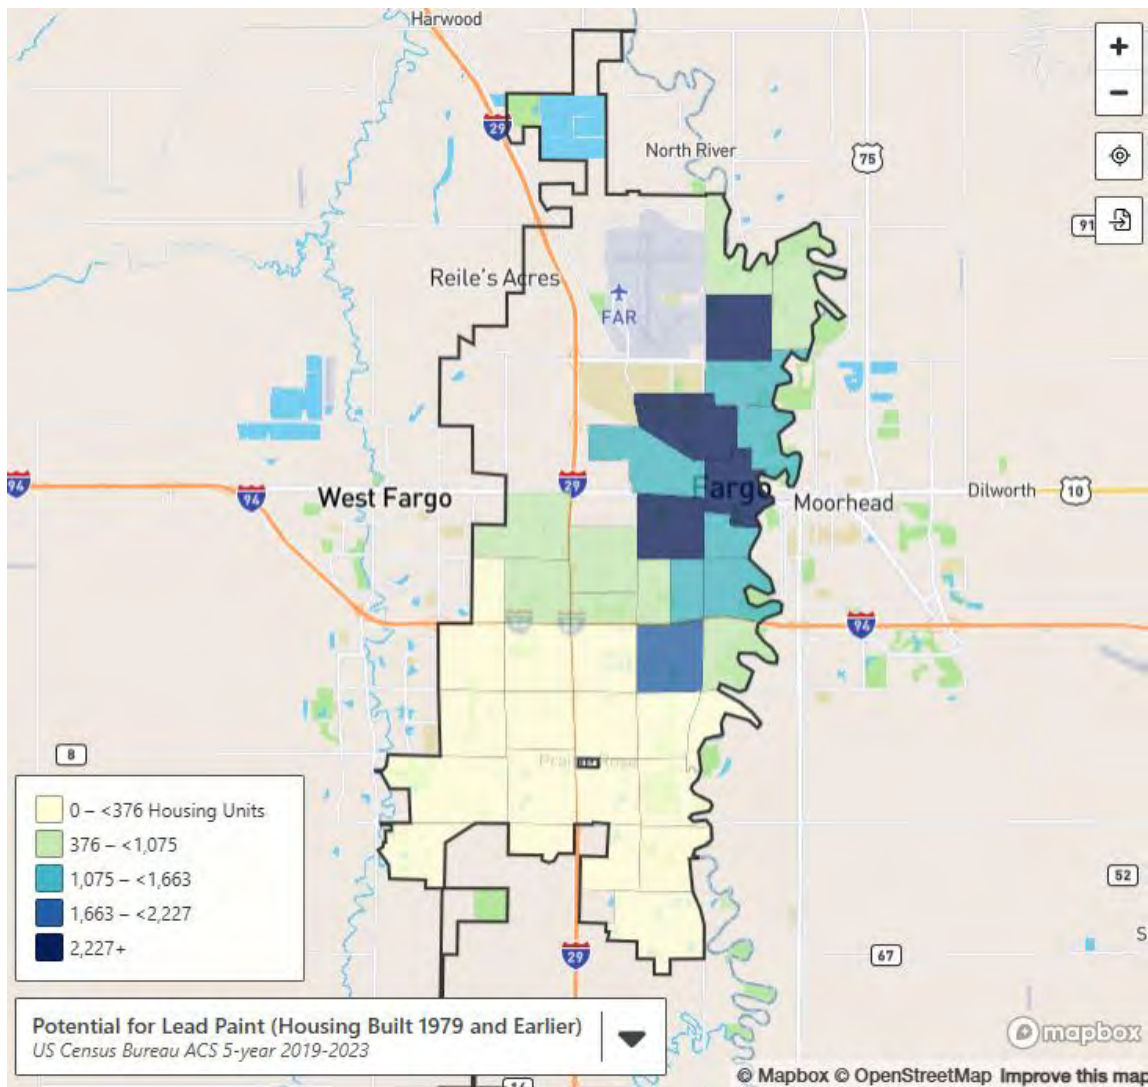 Harwood
29
North River
75
91
Reile's Acres
FAR
94
94
29
West Fargo
Fargo
Moorhead
Dilworth
10
94
8
0 – <376 Housing Units
376 – <1,075
1,075 – <1,663
1,663 – <2,227
2,227+
52
67
S
29
Potential for Lead Paint (Housing Built 1979 and Earlier)
US Census Bureau ACS 5-year 2019-2023
mapbox
© Mapbox © OpenStreetMap Improve this map